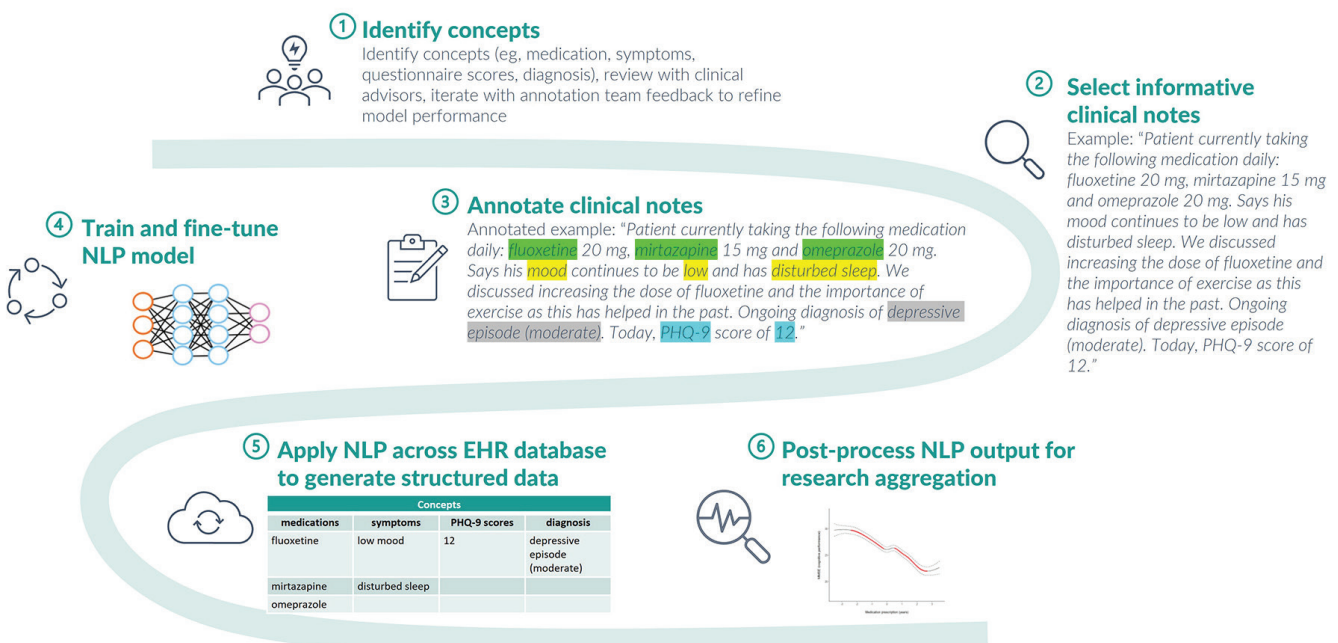 1 Identify concepts
Identify concepts (eg, medication, symptoms,
questionnaire scores, diagnosis), review with clinical
advisors, iterate with annotation team feedback to refine
model performance
2 Select informative
clinical notes
Example: “Patient currently taking
the following medication daily:
fluoxetine 20 mg, mirtazapine 15 mg
and omeprazole 20 mg. Says his
mood continues to be low and has
disturbed sleep. We discussed
increasing the dose of fluoxetine and
the importance of exercise as this
has helped in the past. Ongoing
diagnosis of depressive episode
(moderate). Today, PHQ-9 score of
12.”
3 Annotate clinical notes
Annotated example: “Patient currently taking the following medication
daily: fluoxetine 20 mg, mirtazapine 15 mg and omeprazole 20 mg.
Says his mood continues to be low and has disturbed sleep. We
discussed increasing the dose of fluoxetine and the importance of
exercise as this has helped in the past. Ongoing diagnosis of depressive
episode (moderate). Today, PHQ-9 score of 12.”
4 Train and fine-tune
NLP model
5 Apply NLP across EHR database
to generate structured data
Concepts
medications symptoms PHQ-9 scores diagnosis
fluoxetine low mood 12 depressive
episode
(moderate)
mirtazapine disturbed sleep
omeprazole
6 Post-process NLP output for
research aggregation
Medication prescription (years)